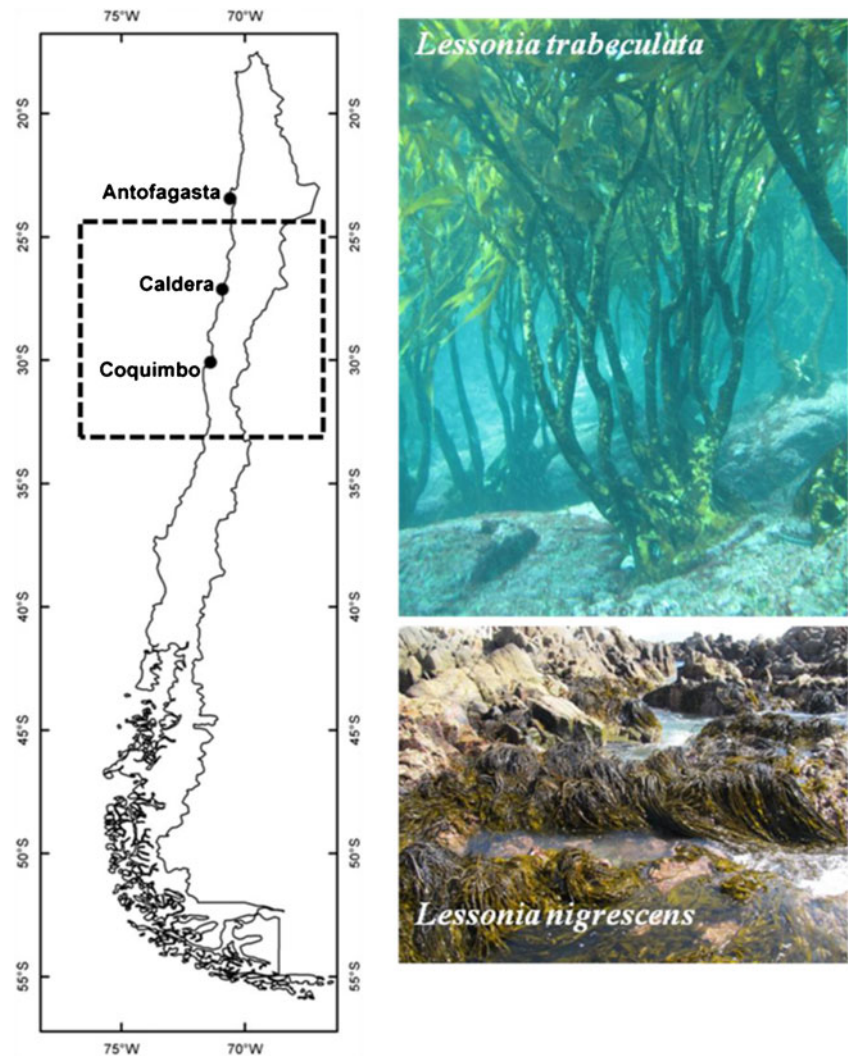 75°W 70°W
20°S 20°S
Antofagasta
25°S 25°S
Caldera
30°S 30°S
Coquimbo
35°S 35°S
40°S 40°S
45°S 45°S
50°S 50°S
55°S 55°S
75°W 70°W
Lessonia trabeculata
Lessonia nigrescens